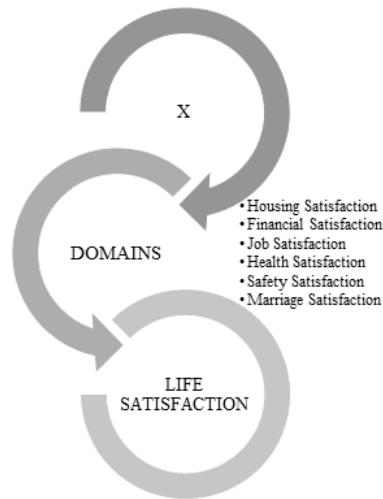 X
• Housing Satisfaction
• Financial Satisfaction
• Job Satisfaction
• Health Satisfaction
• Safety Satisfaction
• Marriage Satisfaction
DOMAINS
LIFE
SATISFACTION